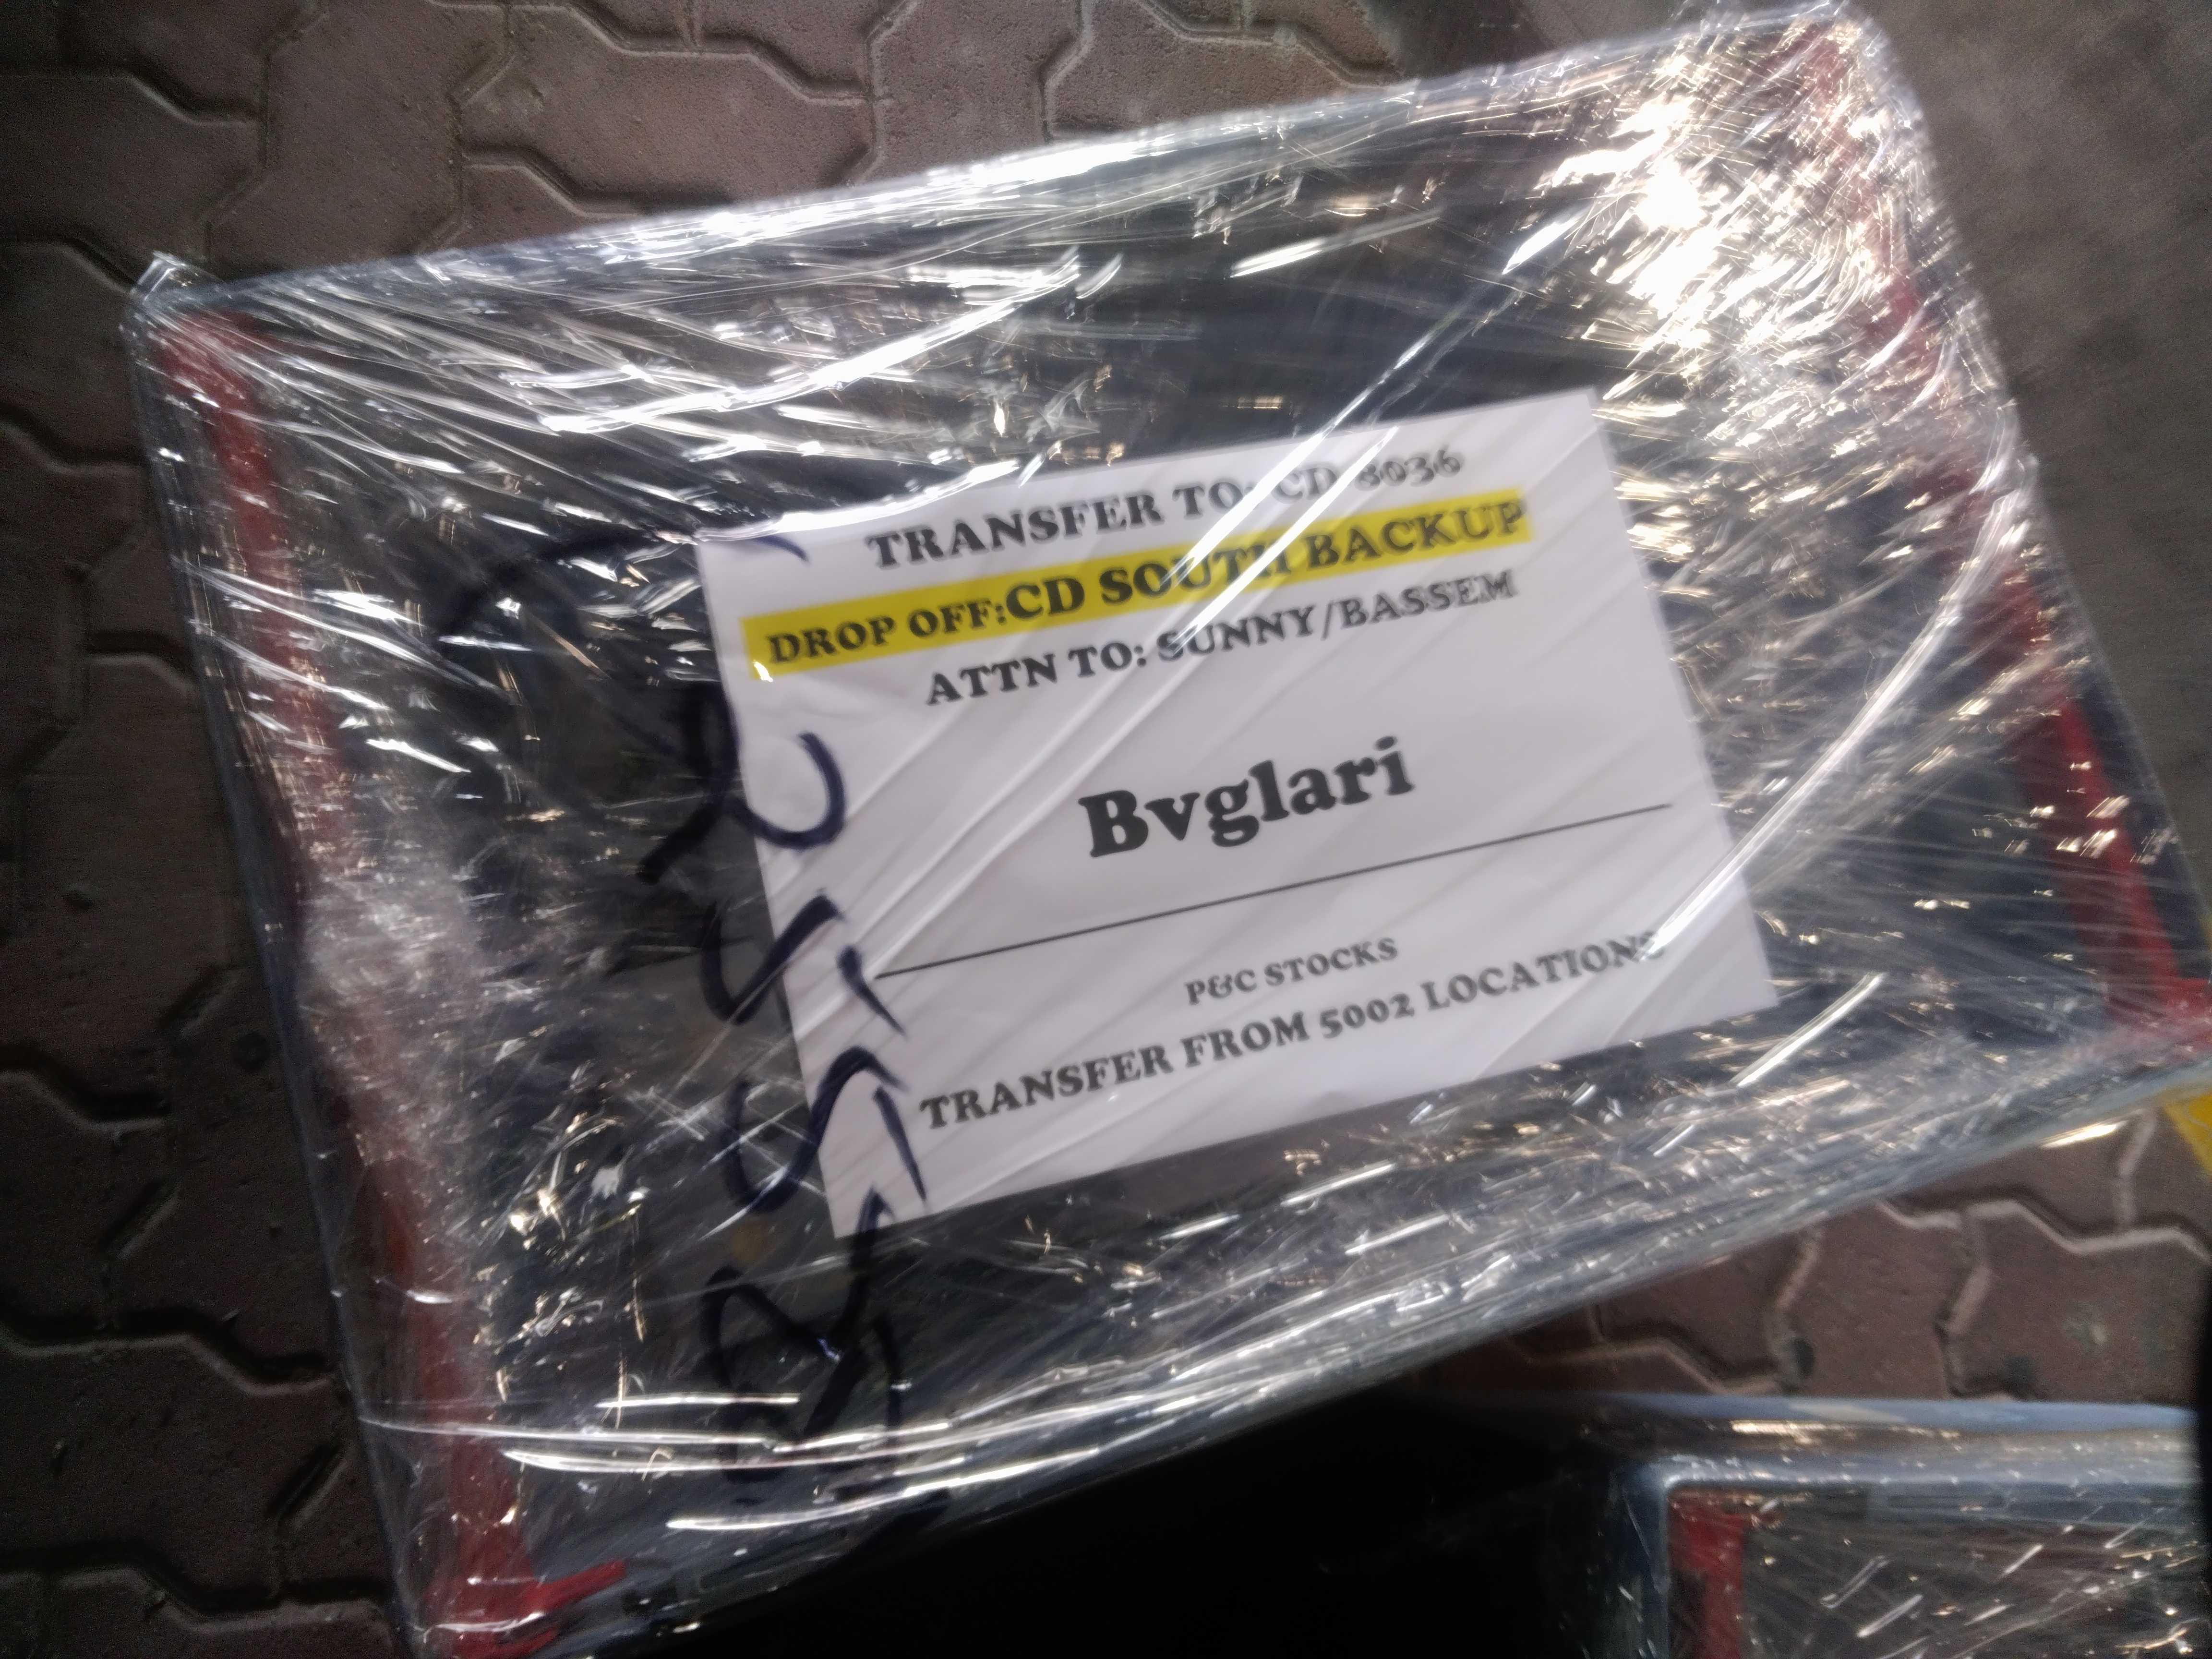 TRANSFER TO: CD 8036
DROP OFF:CD SOUTH BACKUP
ATTN TO: SUNNY/BASSEM
Bvglari
P&C STOCKS
TRANSFER FROM 5002 LOCATIONS